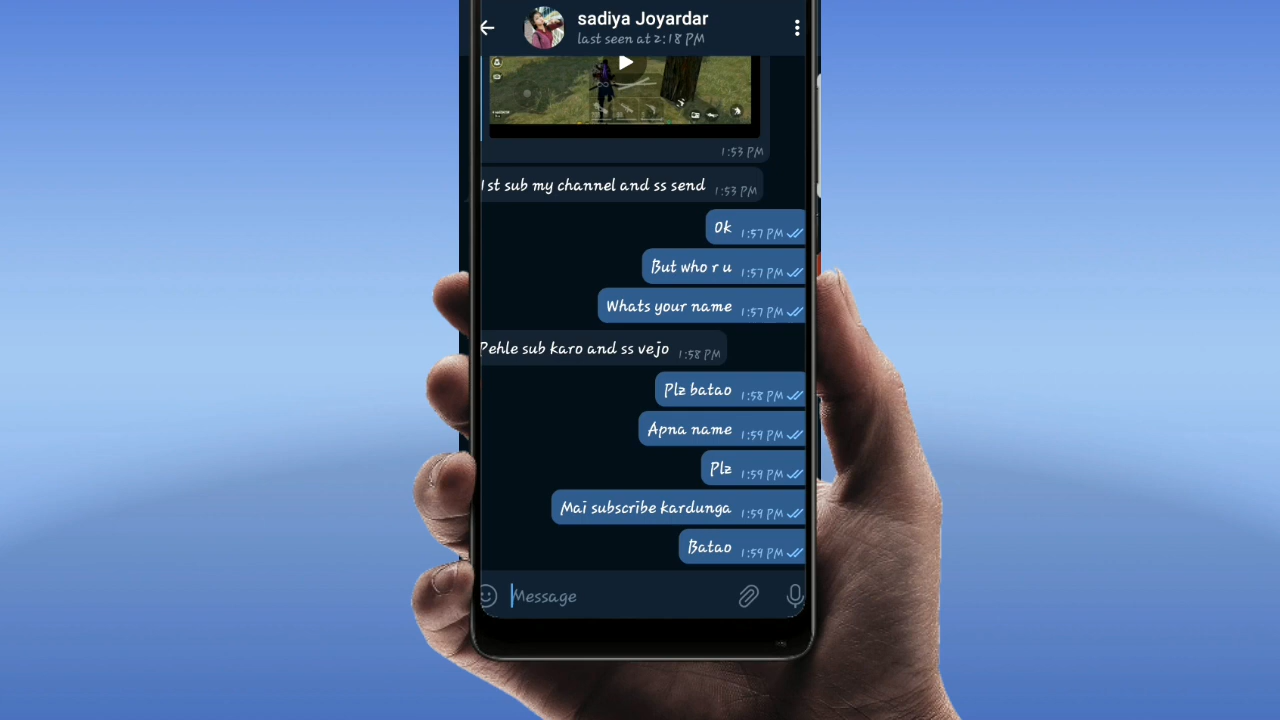 sadiya Joyardar
last seen at 2:18 PM
1:53 PM
1st sub my channel and ss send 1:53 PM
Ok 1:57 PM
But who r u 1:57 PM
Whats your name 1:57 PM
Pehle sub karo and ss vejo 1:58 PM
Plz batao 1:58 PM
Apna name 1:59 PM
Plz 1:59 PM
Mai subscribe kardunga 1:59 PM
Batao 1:59 PM
Message